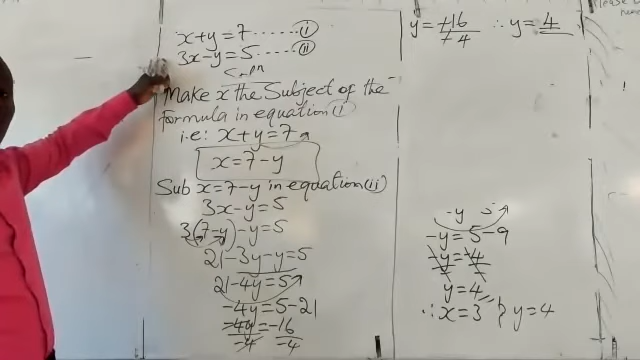 x+y=7 ...... (i)
3x-y=5 ..... (ii)
Soln
Make x the Subject of the
formula in equation (i)
i.e: x+y=7
x=7-y
Sub x=7-y in equation (ii)
3x-y=5
3(7-y)-y=5
21-3y-y=5
21-4y=5
-4y=5-21
-4y=-16
-4 -4
y=-16 ∴ y=4
-4
-y 5
-y=5-9
-y=-4
y=4
∴ x=3 } y=4
Please